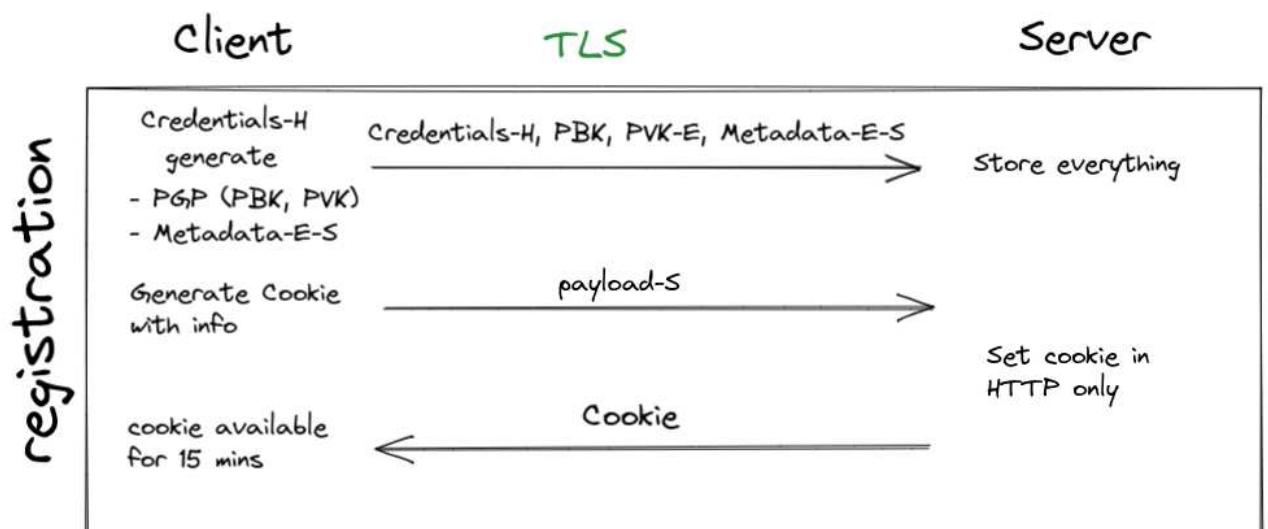 Client
TLS
Server
registration
Credentials-H
generate
- PGP (PBK, PVK)
- Metadata-E-S
Credentials-H, PBK, PVK-E, Metadata-E-S
Store everything
Generate Cookie
with info
payload-S
Set cookie in
HTTP only
Cookie
cookie available
for 15 mins